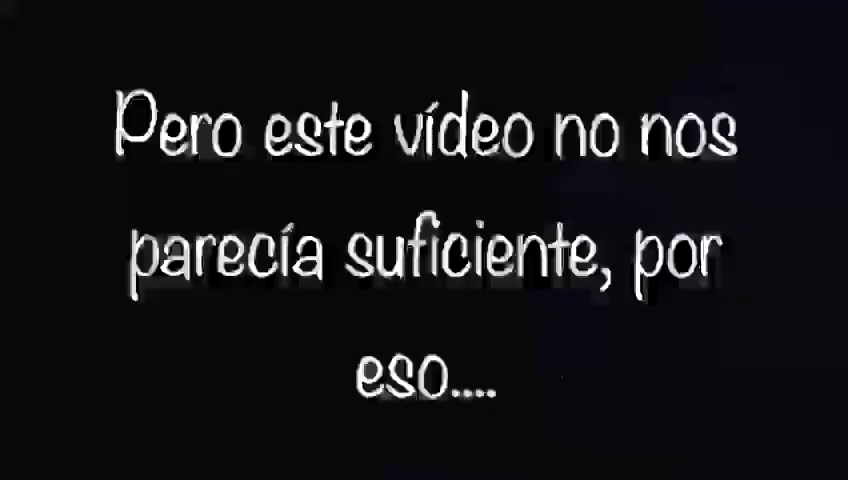 Pero este vídeo no nos
parecía suficiente, por
eso....